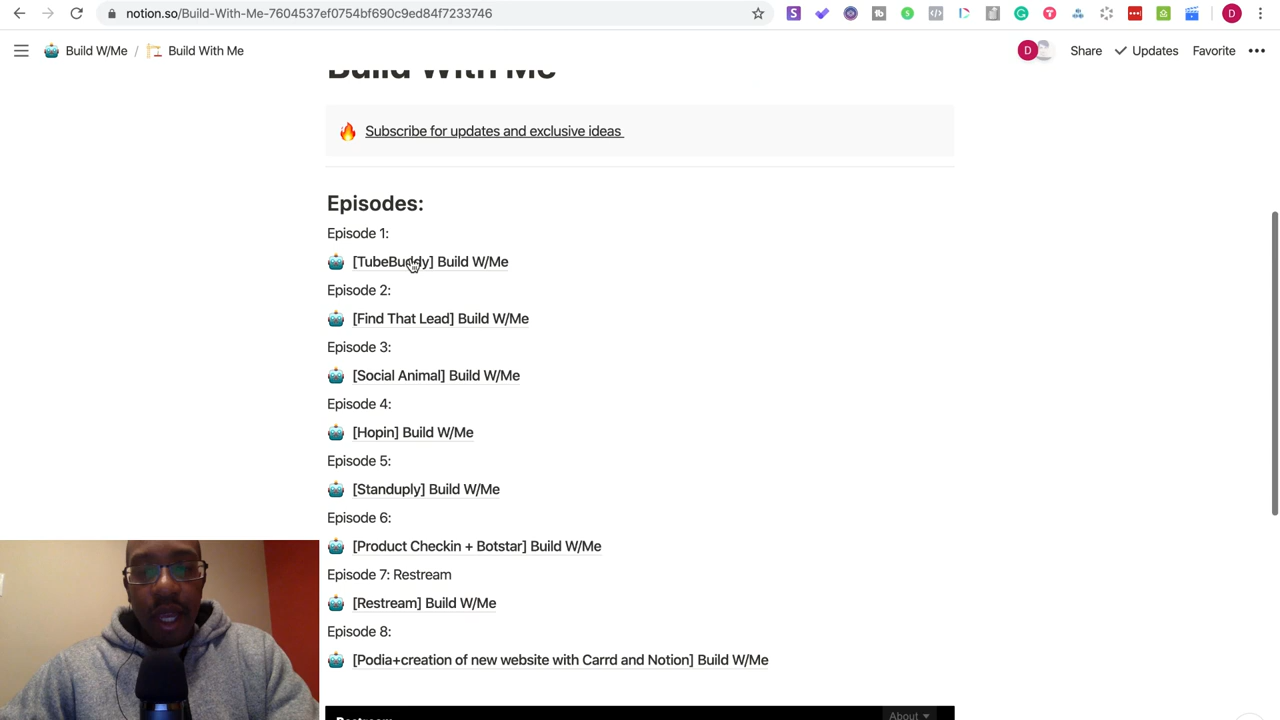 notion.so/Build-With-Me-7604537ef0754bf690c9ed84f7233746
Build W/Me / Build With Me
D Share Updates Favorite
Build With Me
Subscribe for updates and exclusive ideas
Episodes:
Episode 1:
[TubeBuddy] Build W/Me
Episode 2:
[Find That Lead] Build W/Me
Episode 3:
[Social Animal] Build W/Me
Episode 4:
[Hopin] Build W/Me
Episode 5:
[Standuply] Build W/Me
Episode 6:
[Product Checkin + Botstar] Build W/Me
Episode 7: Restream
[Restream] Build W/Me
Episode 8:
[Podia+creation of new website with Carrd and Notion] Build W/Me
Restream
About